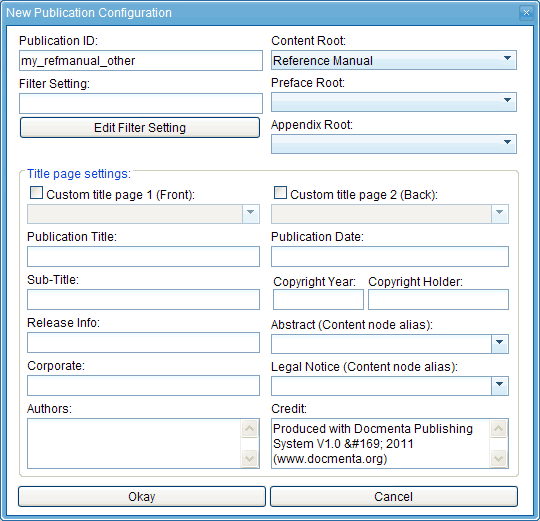 New Publication Configuration
Publication ID:
Content Root:
my_refmanual_other
Reference Manual
Filter Setting:
Preface Root:
Edit Filter Setting
Appendix Root:
Title page settings:
Custom title page 1 (Front):
Custom title page 2 (Back):
Publication Title:
Publication Date:
Sub-Title:
Copyright Year:
Copyright Holder:
Release Info:
Abstract (Content node alias):
Corporate:
Legal Notice (Content node alias):
Authors:
Credit:
Produced with Docmenta Publishing
System V1.0 &#169; 2011
(www.docmenta.org)
Okay
Cancel